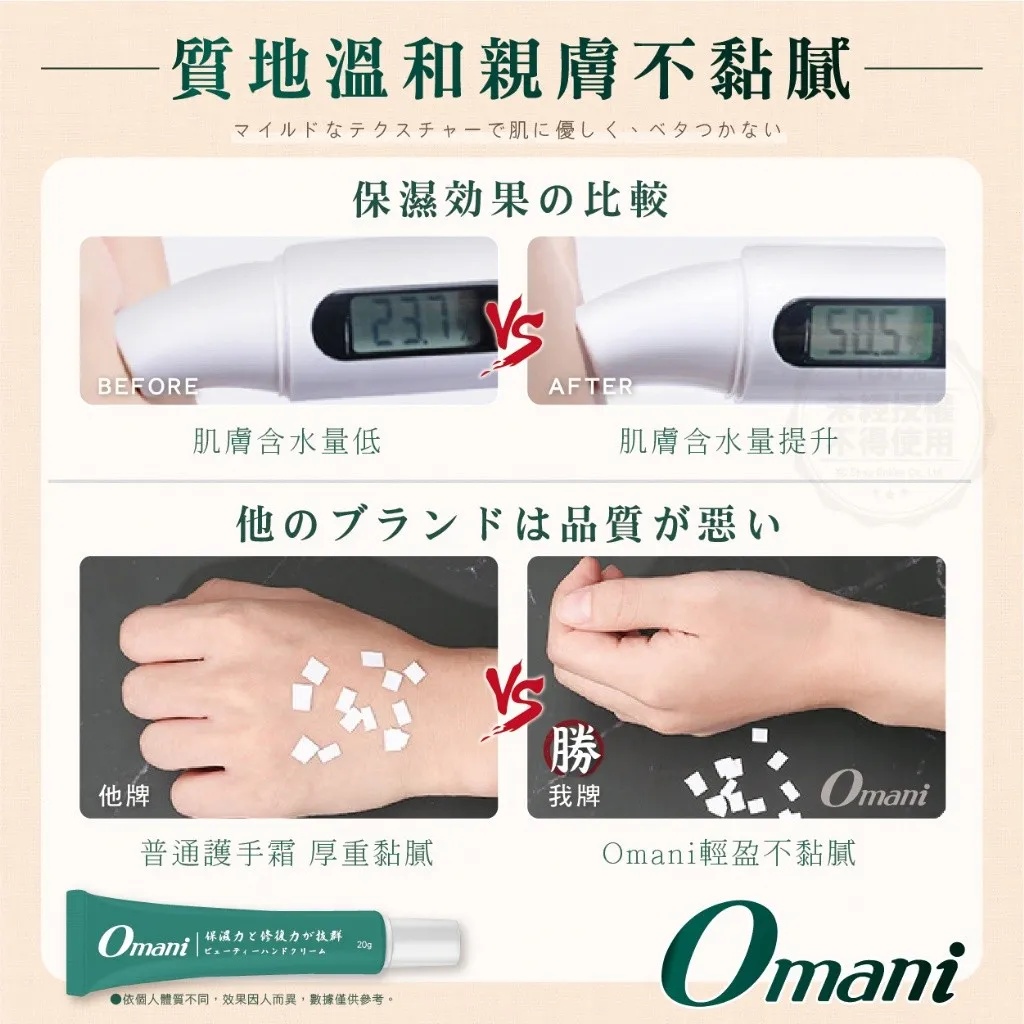 質地溫和親膚不黏膩
マイルドなテクスチャーで肌に優しく、ベタつかない
保濕効果の比較
23.7%
BEFORE
VS
50.5%
AFTER
肌膚含水量低
肌膚含水量提升
未經授權
不得使用
他のブランドは品質が悪い
他牌
VS
勝
我牌
Omani
普通護手霜 厚重黏膩
Omani輕盈不黏膩
Omani
保濕力と修復力が抜群
ビューティーハンドクリーム
20g
●依個人體質不同，效果因人而異，數據僅供參考。
Omani